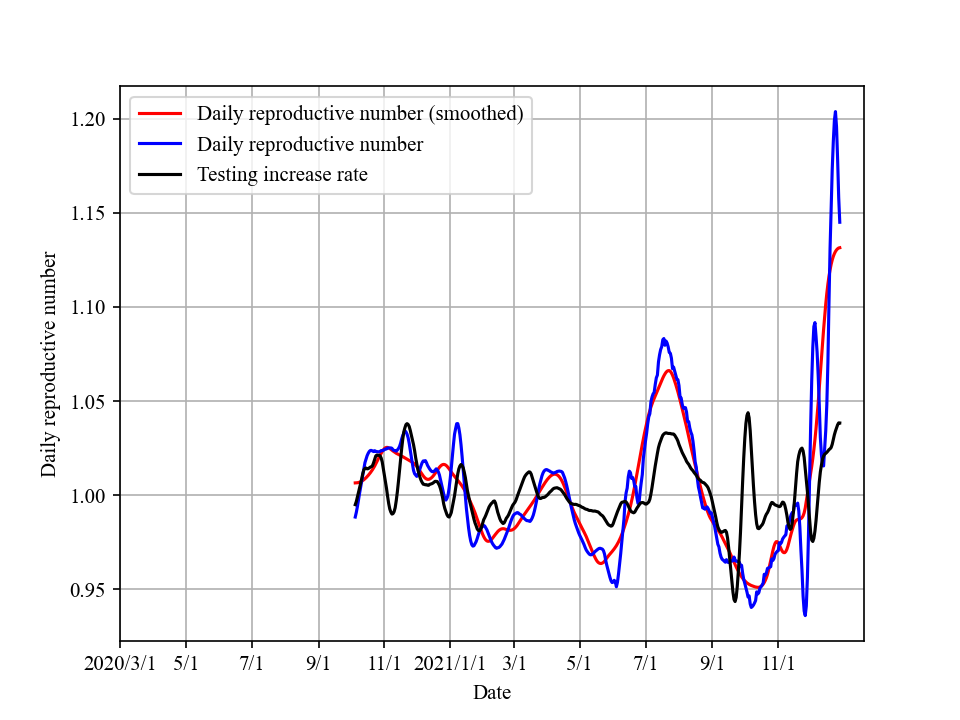 Daily reproductive number (smoothed)
Daily reproductive number
Testing increase rate
1.20
1.15
1.10
1.05
1.00
0.95
Daily reproductive number
2020/3/1 5/1 7/1 9/1 11/1 2021/1/1 3/1 5/1 7/1 9/1 11/1
Date